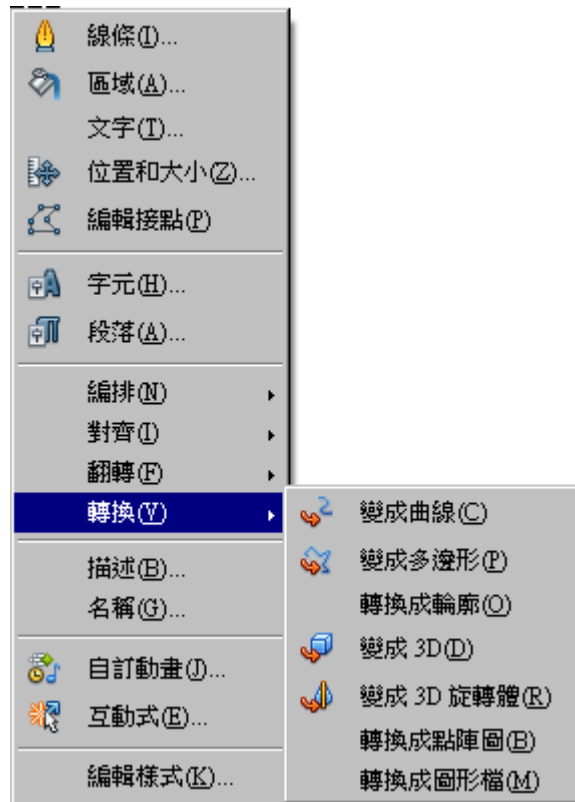 線條(I)...
區域(A)...
文字(T)...
位置和大小(Z)...
編輯接點(P)
字元(H)...
段落(A)...
編排(N)
對齊(I)
翻轉(F)
轉換(V)
描述(B)...
名稱(G)...
自訂動畫(J)...
互動式(E)...
編輯樣式(K)...
變成曲線(C)
變成多邊形(P)
轉換成輪廓(O)
變成 3D(D)
變成 3D 旋轉體(R)
轉換成點陣圖(B)
轉換成圖形檔(M)